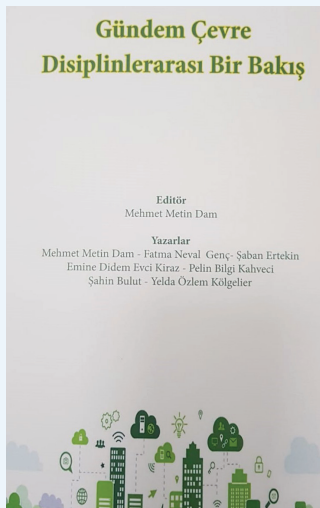 Gündem Çevre
Disiplinlerarası Bir Bakış
Editör
Mehmet Metin Dam
Yazarlar
Mehmet Metin Dam - Fatma Neval Genç- Şaban Ertekin
Emine Didem Evci Kiraz - Pelin Bilgi Kahveci
Şahin Bulut - Yelda Özlem Kölgelier